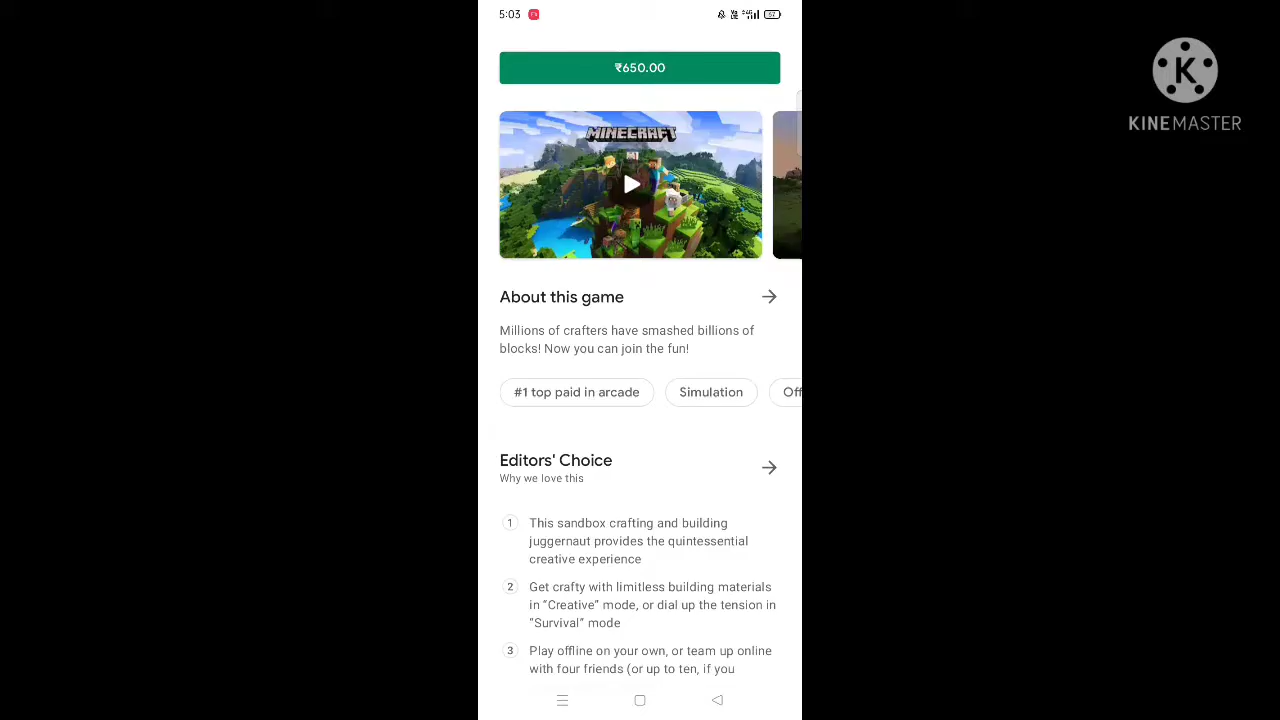 5:03
67
₹650.00
MINECRAFT
About this game
Millions of crafters have smashed billions of
blocks! Now you can join the fun!
#1 top paid in arcade
Simulation
Off
Editors' Choice
Why we love this
1 This sandbox crafting and building
juggernaut provides the quintessential
creative experience
2 Get crafty with limitless building materials
in “Creative” mode, or dial up the tension in
“Survival” mode
3 Play offline on your own, or team up online
with four friends (or up to ten, if you
K
KINEMASTER